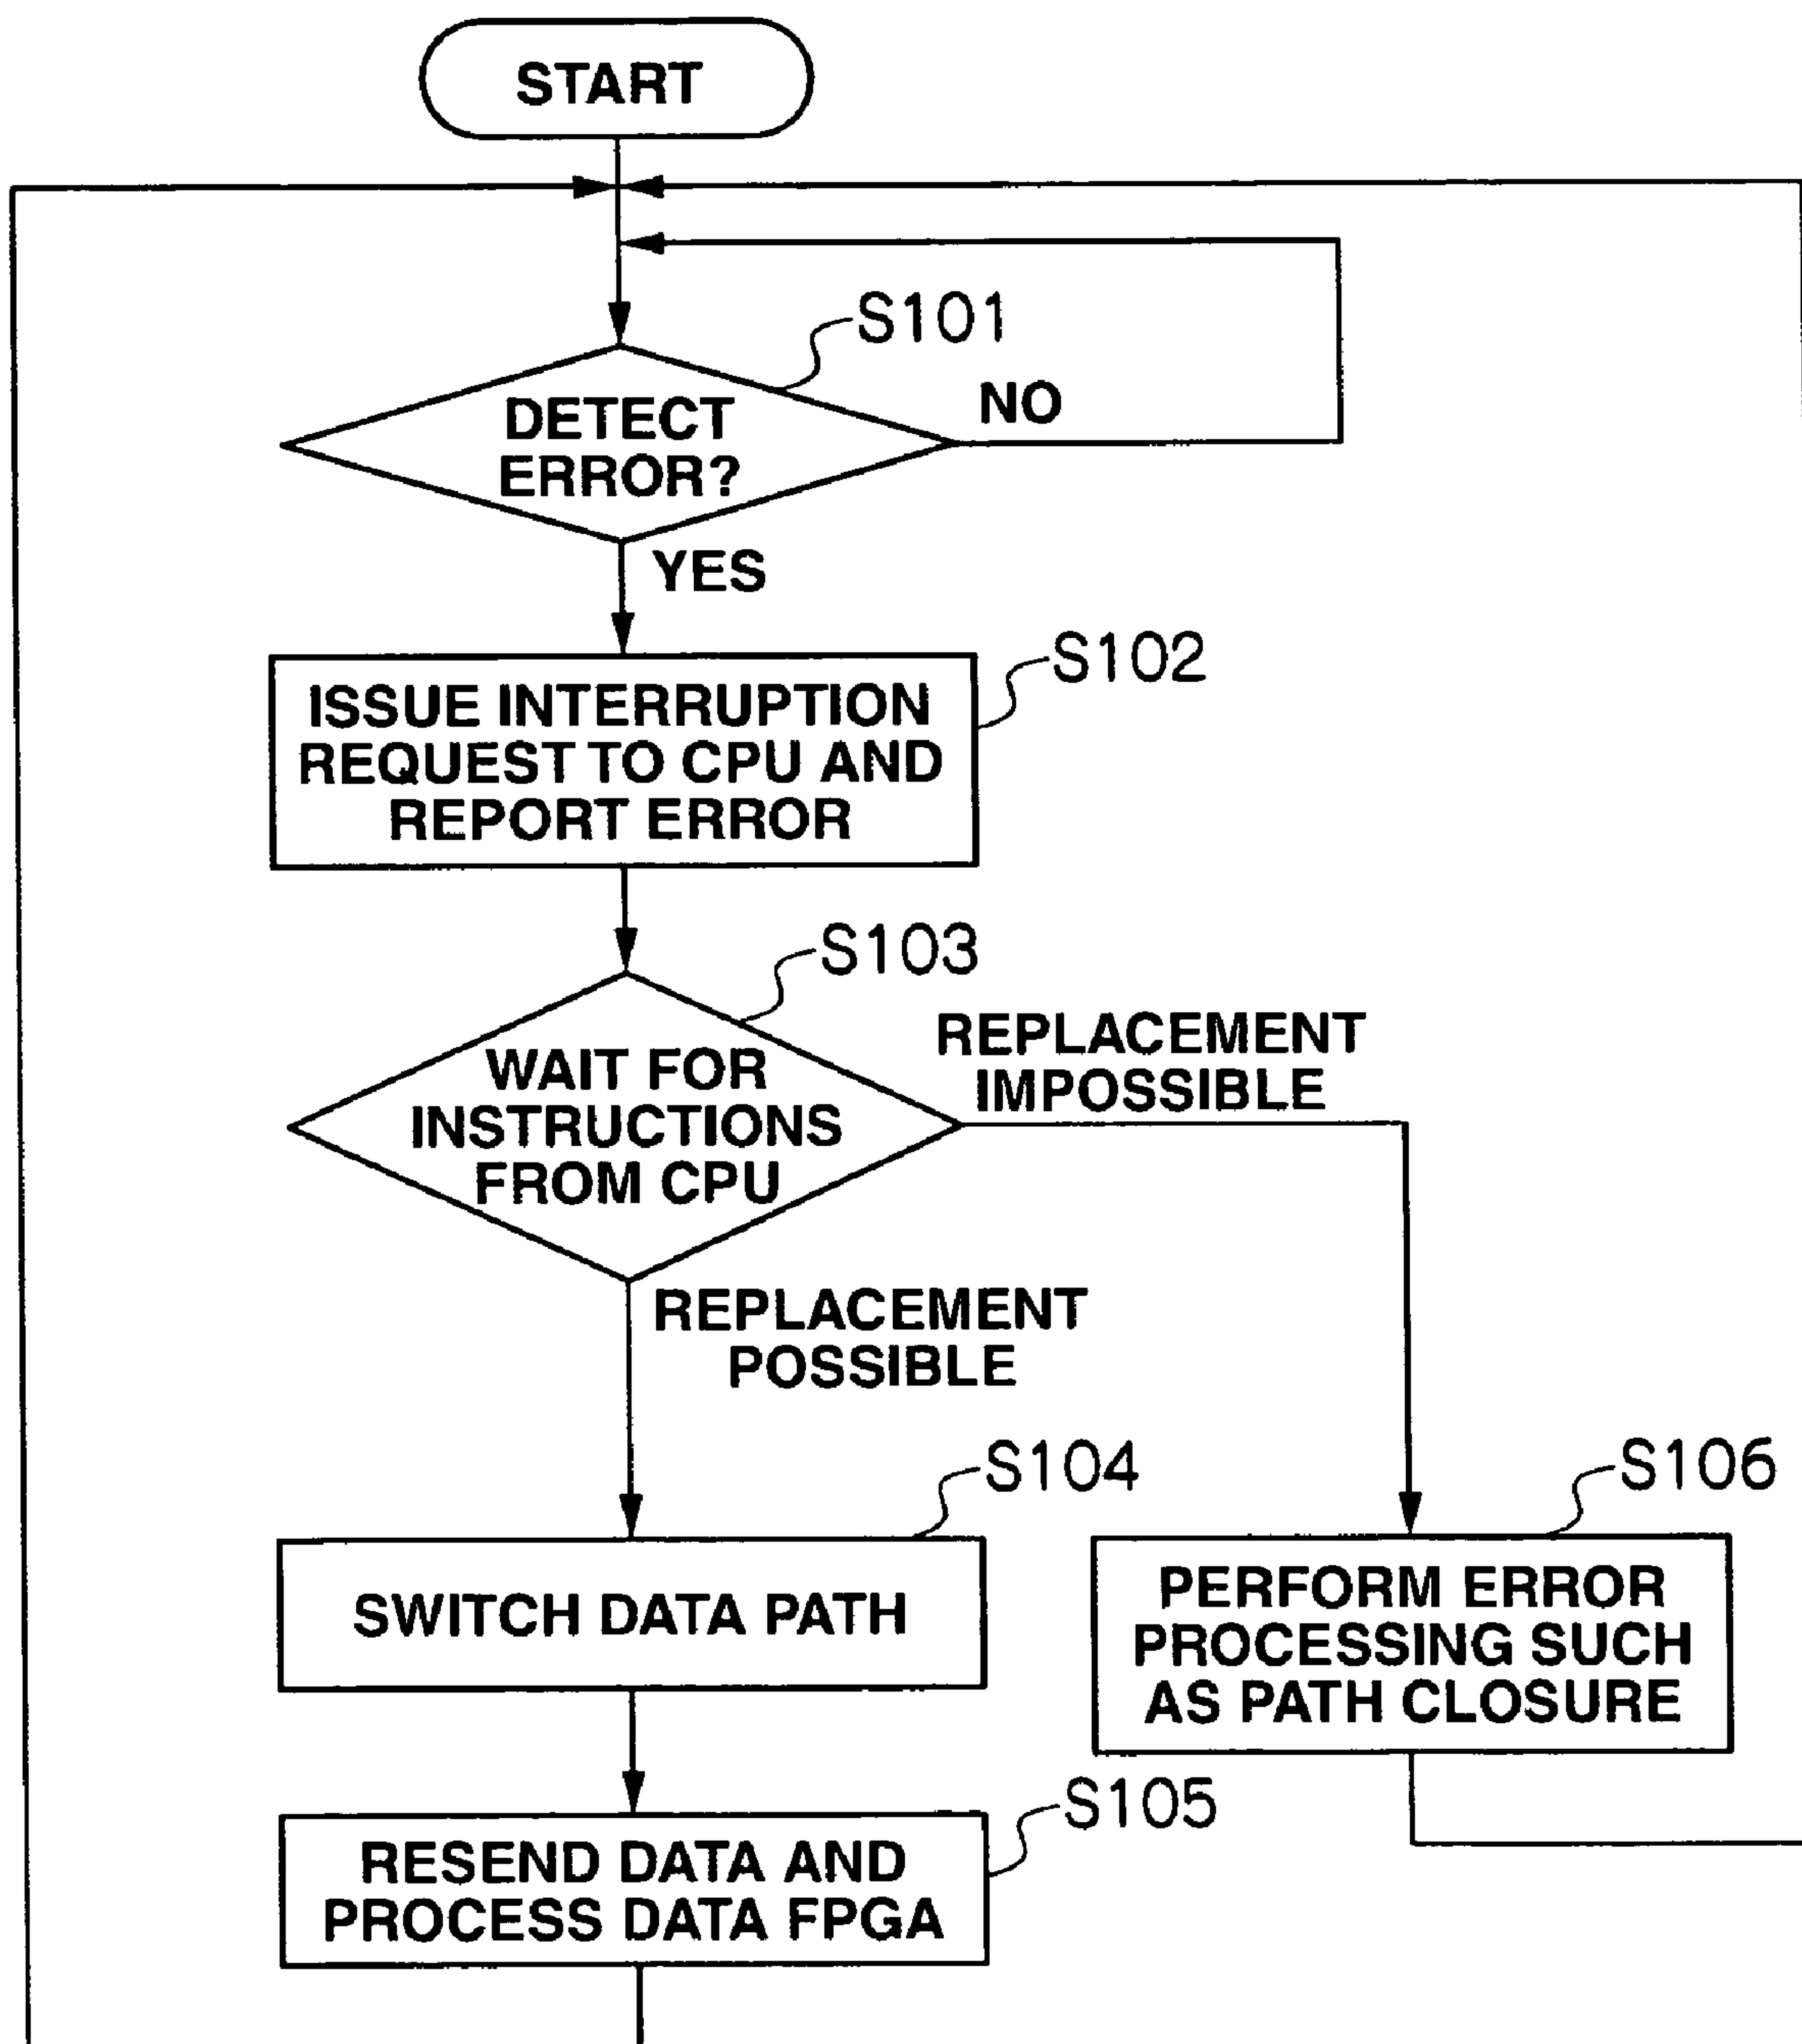 START
S101
DETECT
ERROR?
NO
YES
S102
ISSUE INTERRUPTION
REQUEST TO CPU AND
REPORT ERROR
S103
WAIT FOR
INSTRUCTIONS
FROM CPU
REPLACEMENT
IMPOSSIBLE
REPLACEMENT
POSSIBLE
S104
SWITCH DATA PATH
S106
PERFORM ERROR
PROCESSING SUCH
AS PATH CLOSURE
S105
RESEND DATA AND
PROCESS DATA FPGA